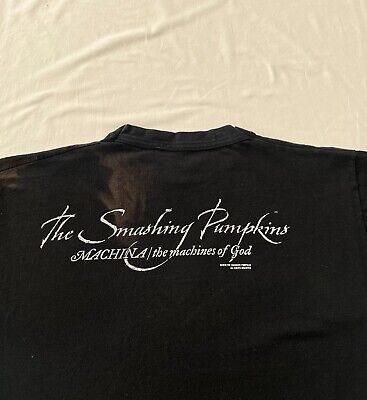 The Smashing Pumpkins
MACHINA/the machines of God